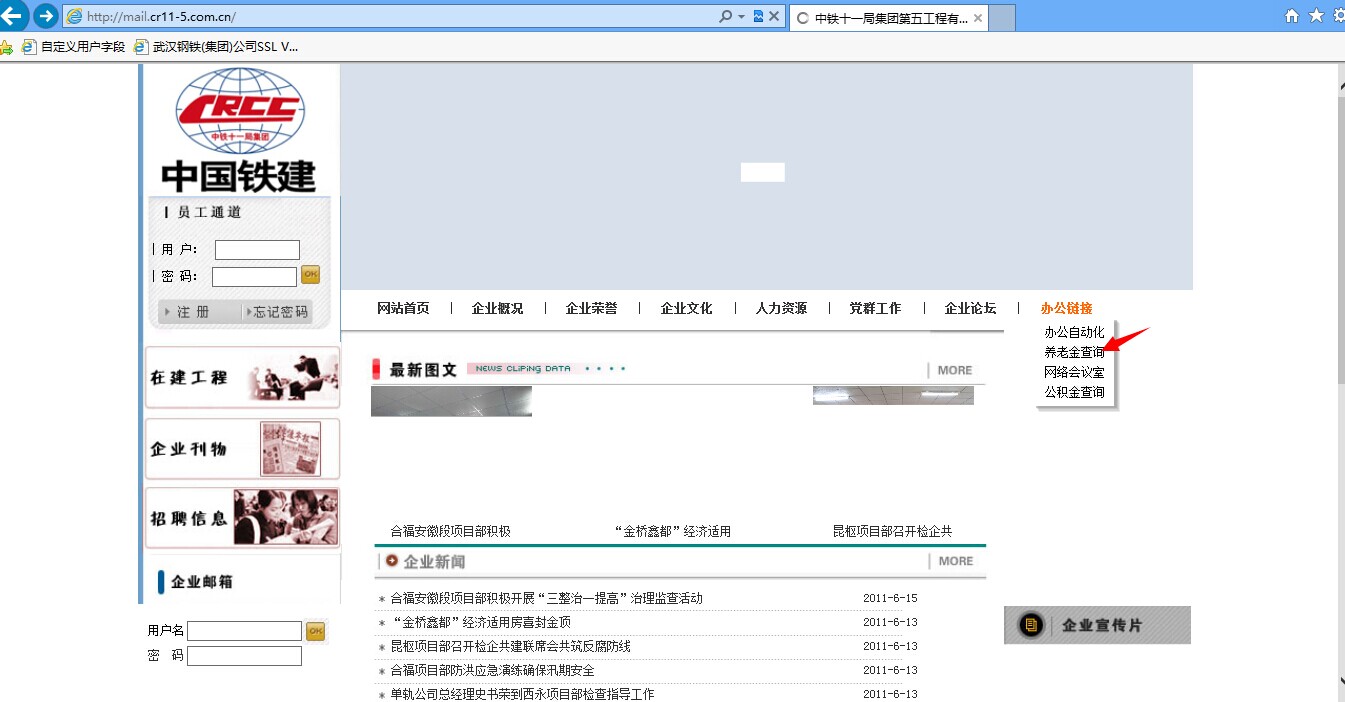 http://mail.cr11-5.com.cn/
中铁十一局集团第五工程有...
自定义用户字段
武汉钢铁(集团)公司SSL V...
CRCC
中铁十一局集团
中国铁建
员工通道
用 户:
密 码:
OK
注 册
忘记密码
网站首页
企业概况
企业荣誉
企业文化
人力资源
党群工作
企业论坛
办公链接
办公自动化
养老金查询
网络会议室
公积金查询
在建工程
企业刊物
招聘信息
企业邮箱
用户名
OK
密 码
最新图文 NEWS CLiPiNG DATA
MORE
合福安徽段项目部积极
“金桥鑫都”经济适用
昆枢项目部召开检企共
企业新闻
MORE
合福安徽段项目部积极开展“三整治一提高”治理监查活动 2011-6-15
“金桥鑫都”经济适用房喜封金顶 2011-6-13
昆枢项目部召开检企共建联席会共筑反腐防线 2011-6-13
合福项目部防洪应急演练确保汛期安全 2011-6-13
单轨公司总经理史书荣到西永项目部检查指导工作 2011-6-13
企业宣传片